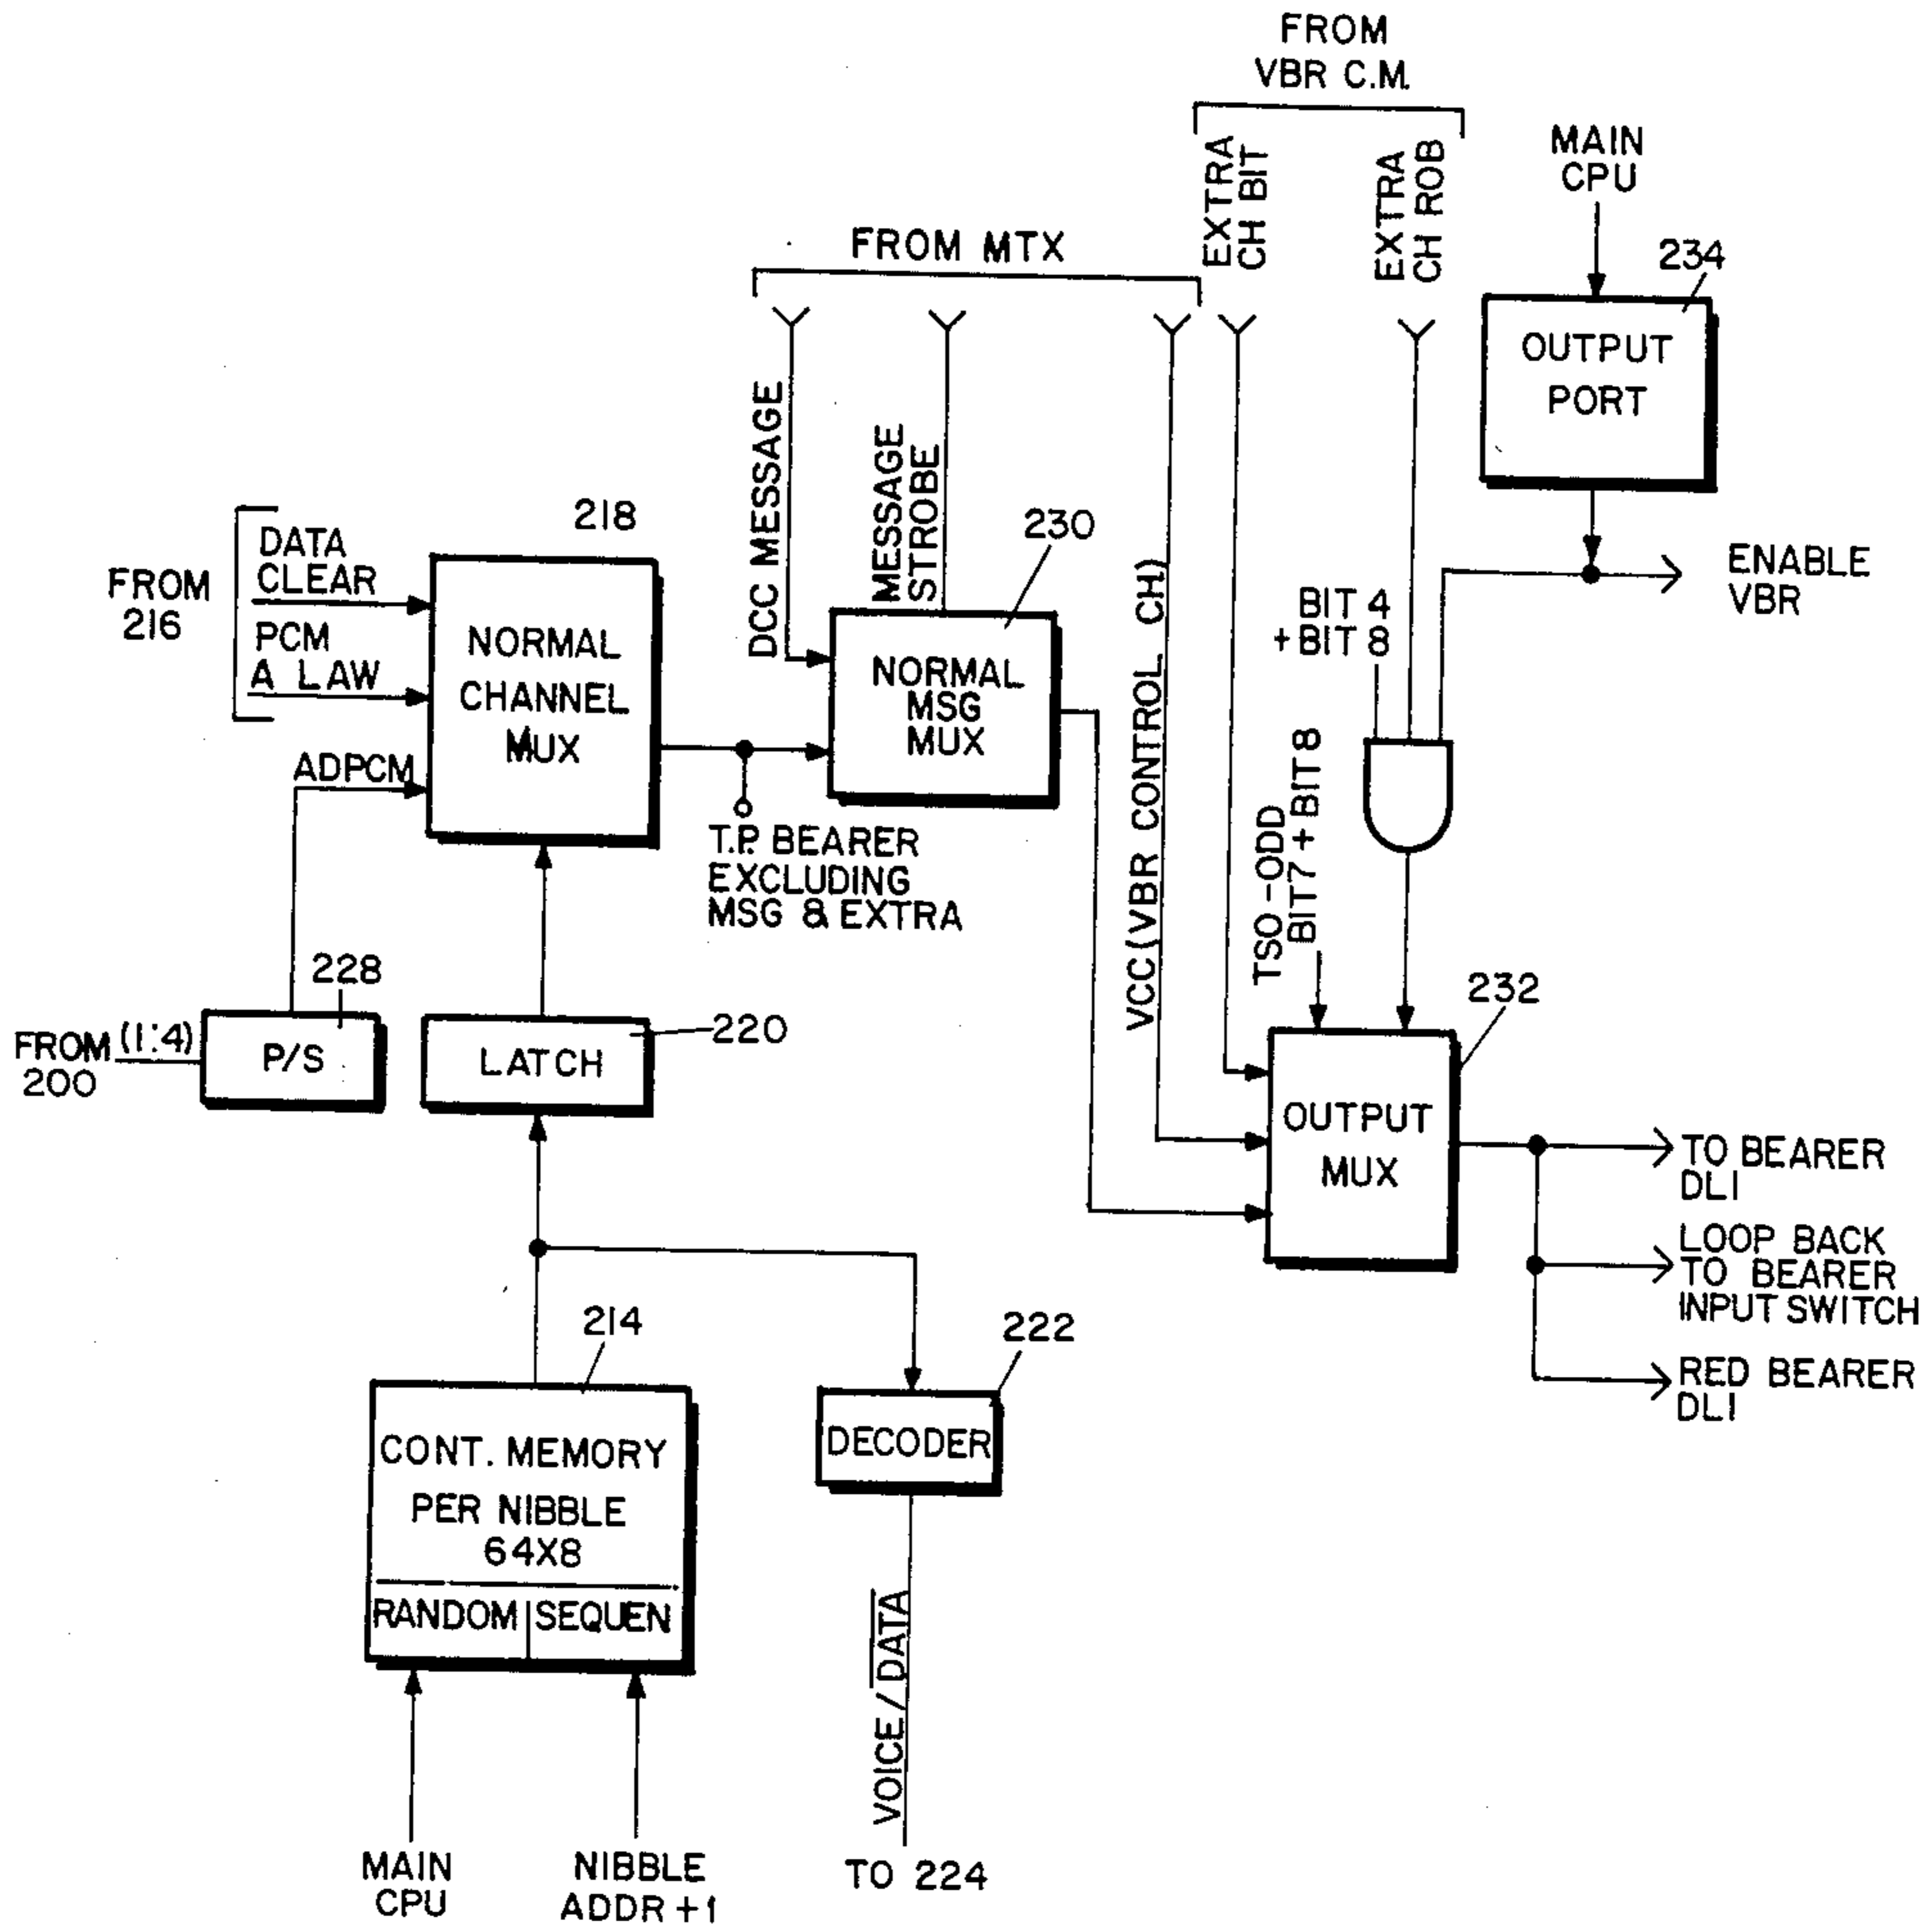 FROM
VBR C.M.
EXTRA
CH BIT
EXTRA
CH ROB
MAIN
CPU
FROM MTX
234
OUTPUT
PORT
DCC MESSAGE
MESSAGE
STROBE
218
230
FROM
216
DATA
CLEAR
PCM
A LAW
ADPCM
NORMAL
CHANNEL
MUX
NORMAL
MSG
MUX
VCC (VBR CONTROL CH)
BIT 4
+ BIT 8
ENABLE
VBR
TSO-ODD
BIT7 + BIT 8
T.P. BEARER
EXCLUDING
MSG & EXTRA
228
FROM (1:4)
200
P/S
LATCH
220
232
OUTPUT
MUX
TO BEARER
DLI
LOOP BACK
TO BEARER
INPUT SWITCH
RED BEARER
DLI
214
222
CONT. MEMORY
PER NIBBLE
64X8
RANDOM SEQUEN
DECODER
VOICE/DATA
MAIN
CPU
NIBBLE
ADDR +1
TO 224